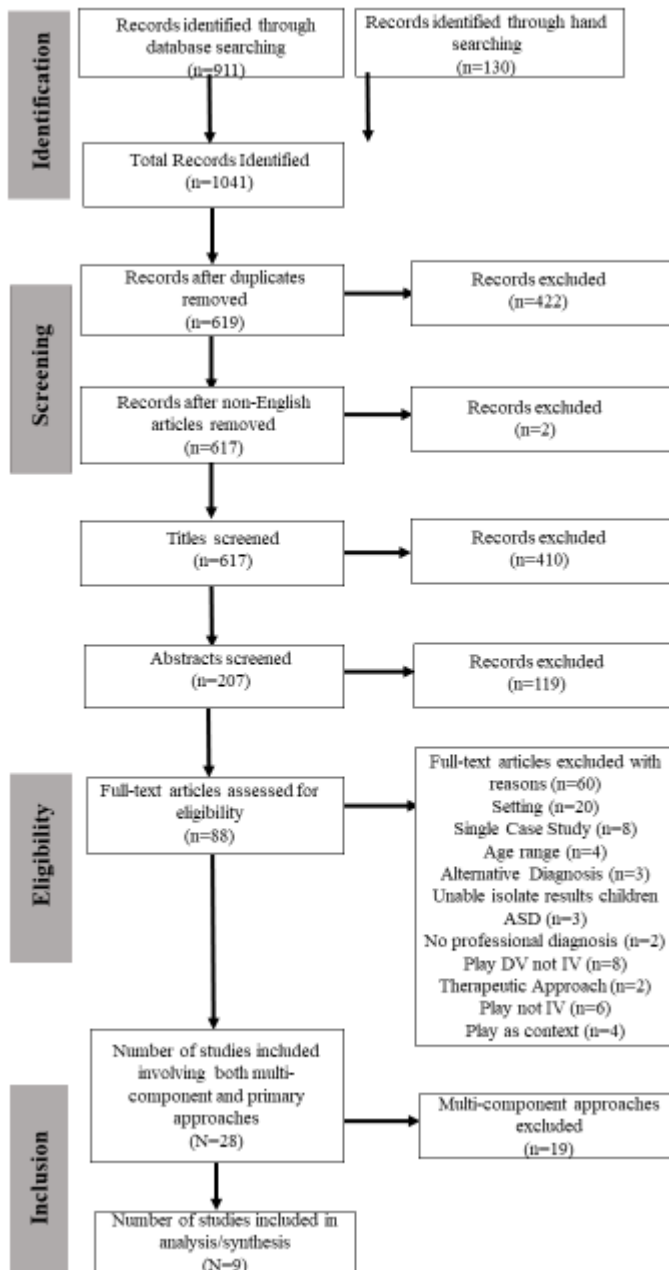 Identification
Records identified through
database searching
(n=911)
Records identified through hand
searching
(n=130)
Total Records Identified
(n=1041)
Screening
Records after duplicates
removed
(n=619)
Records excluded
(n=422)
Records after non-English
articles removed
(n=617)
Records excluded
(n=2)
Titles screened
(n=617)
Records excluded
(n=410)
Abstracts screened
(n=207)
Records excluded
(n=119)
Eligibility
Full-text articles assessed for
eligibility
(n=88)
Full-text articles excluded with
reasons (n=60)
Setting (n=20)
Single Case Study (n=8)
Age range (n=4)
Alternative Diagnosis (n=3)
Unable isolate results children
ASD (n=3)
No professional diagnosis (n=2)
Play DV not IV (n=8)
Therapeutic Approach (n=2)
Play not IV (n=6)
Play as context (n=4)
Inclusion
Number of studies included
involving both multi-
component and primary
approaches
(N=28)
Multi-component approaches
excluded
(n=19)
Number of studies included in
analysis/synthesis
(N=9)